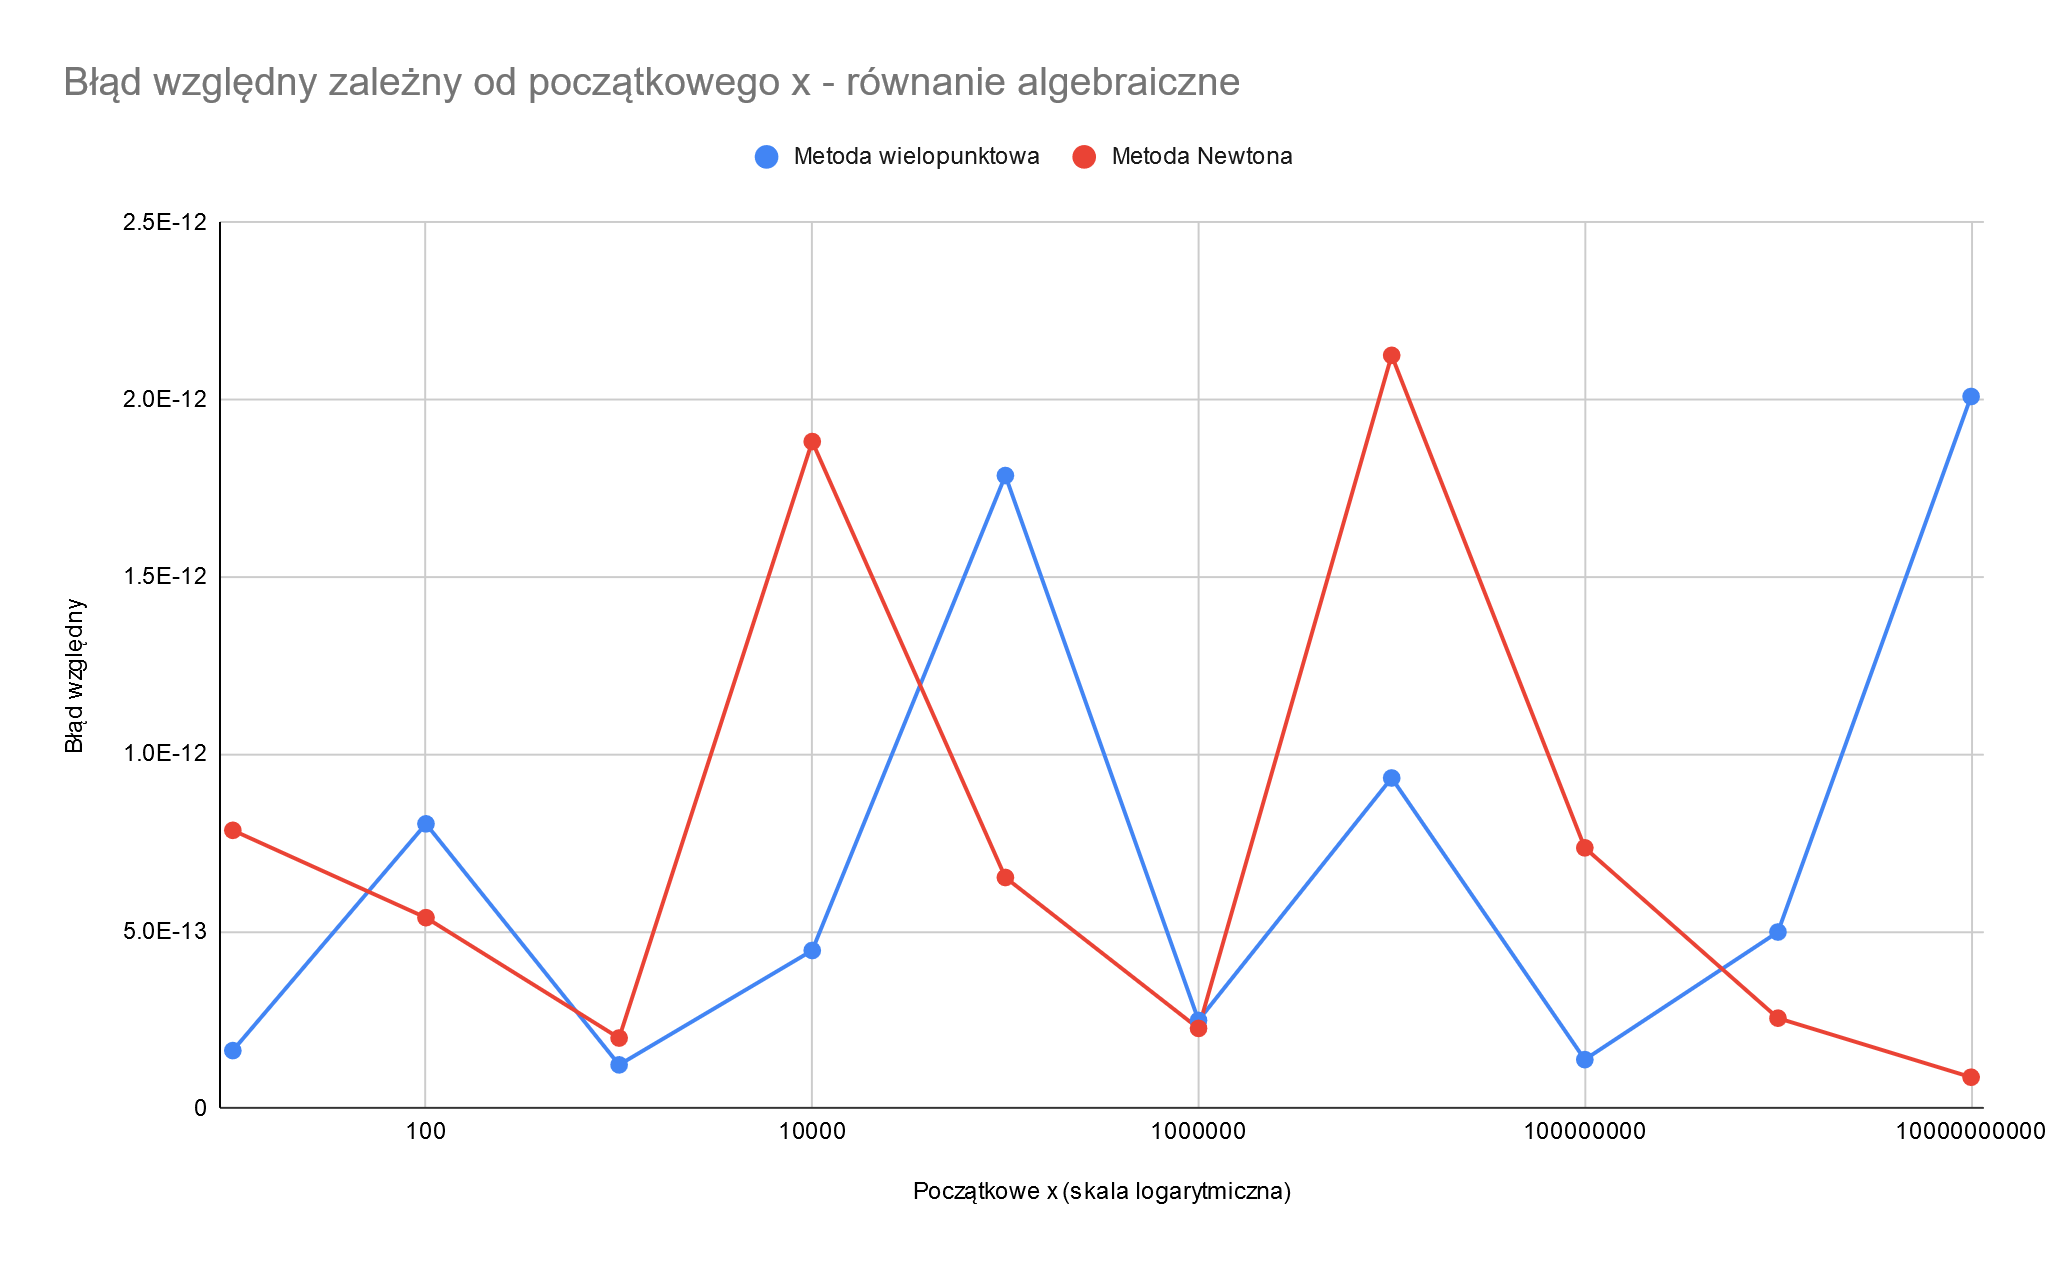 Błąd względny zależny od początkowego x - równanie algebraiczne
Metoda wielopunktowa Metoda Newtona
2.5E-12
2.0E-12
1.5E-12
1.0E-12
5.0E-13
0
Błąd względny
100 10000 1000000 100000000 10000000000
Początkowe x (skala logarytmiczna)